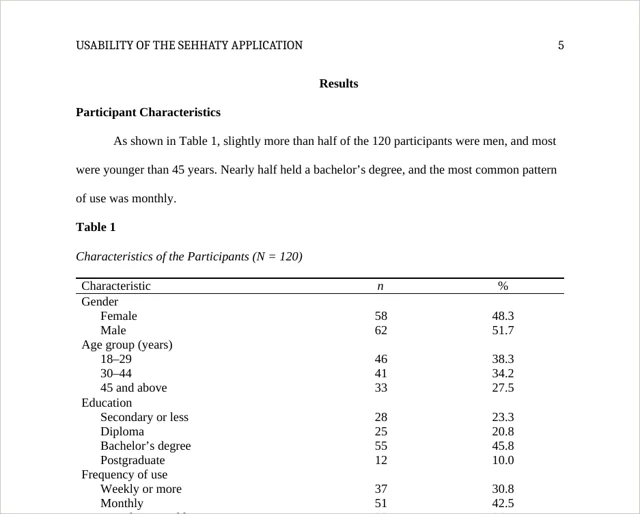 USABILITY OF THE SEHHATY APPLICATION 5
Results
Participant Characteristics
As shown in Table 1, slightly more than half of the 120 participants were men, and most
were younger than 45 years. Nearly half held a bachelor’s degree, and the most common pattern
of use was monthly.
Table 1
Characteristics of the Participants (N = 120)
Characteristic n %
Gender
Female 58 48.3
Male 62 51.7
Age group (years)
18–29 46 38.3
30–44 41 34.2
45 and above 33 27.5
Education
Secondary or less 28 23.3
Diploma 25 20.8
Bachelor’s degree 55 45.8
Postgraduate 12 10.0
Frequency of use
Weekly or more 37 30.8
Monthly 51 42.5